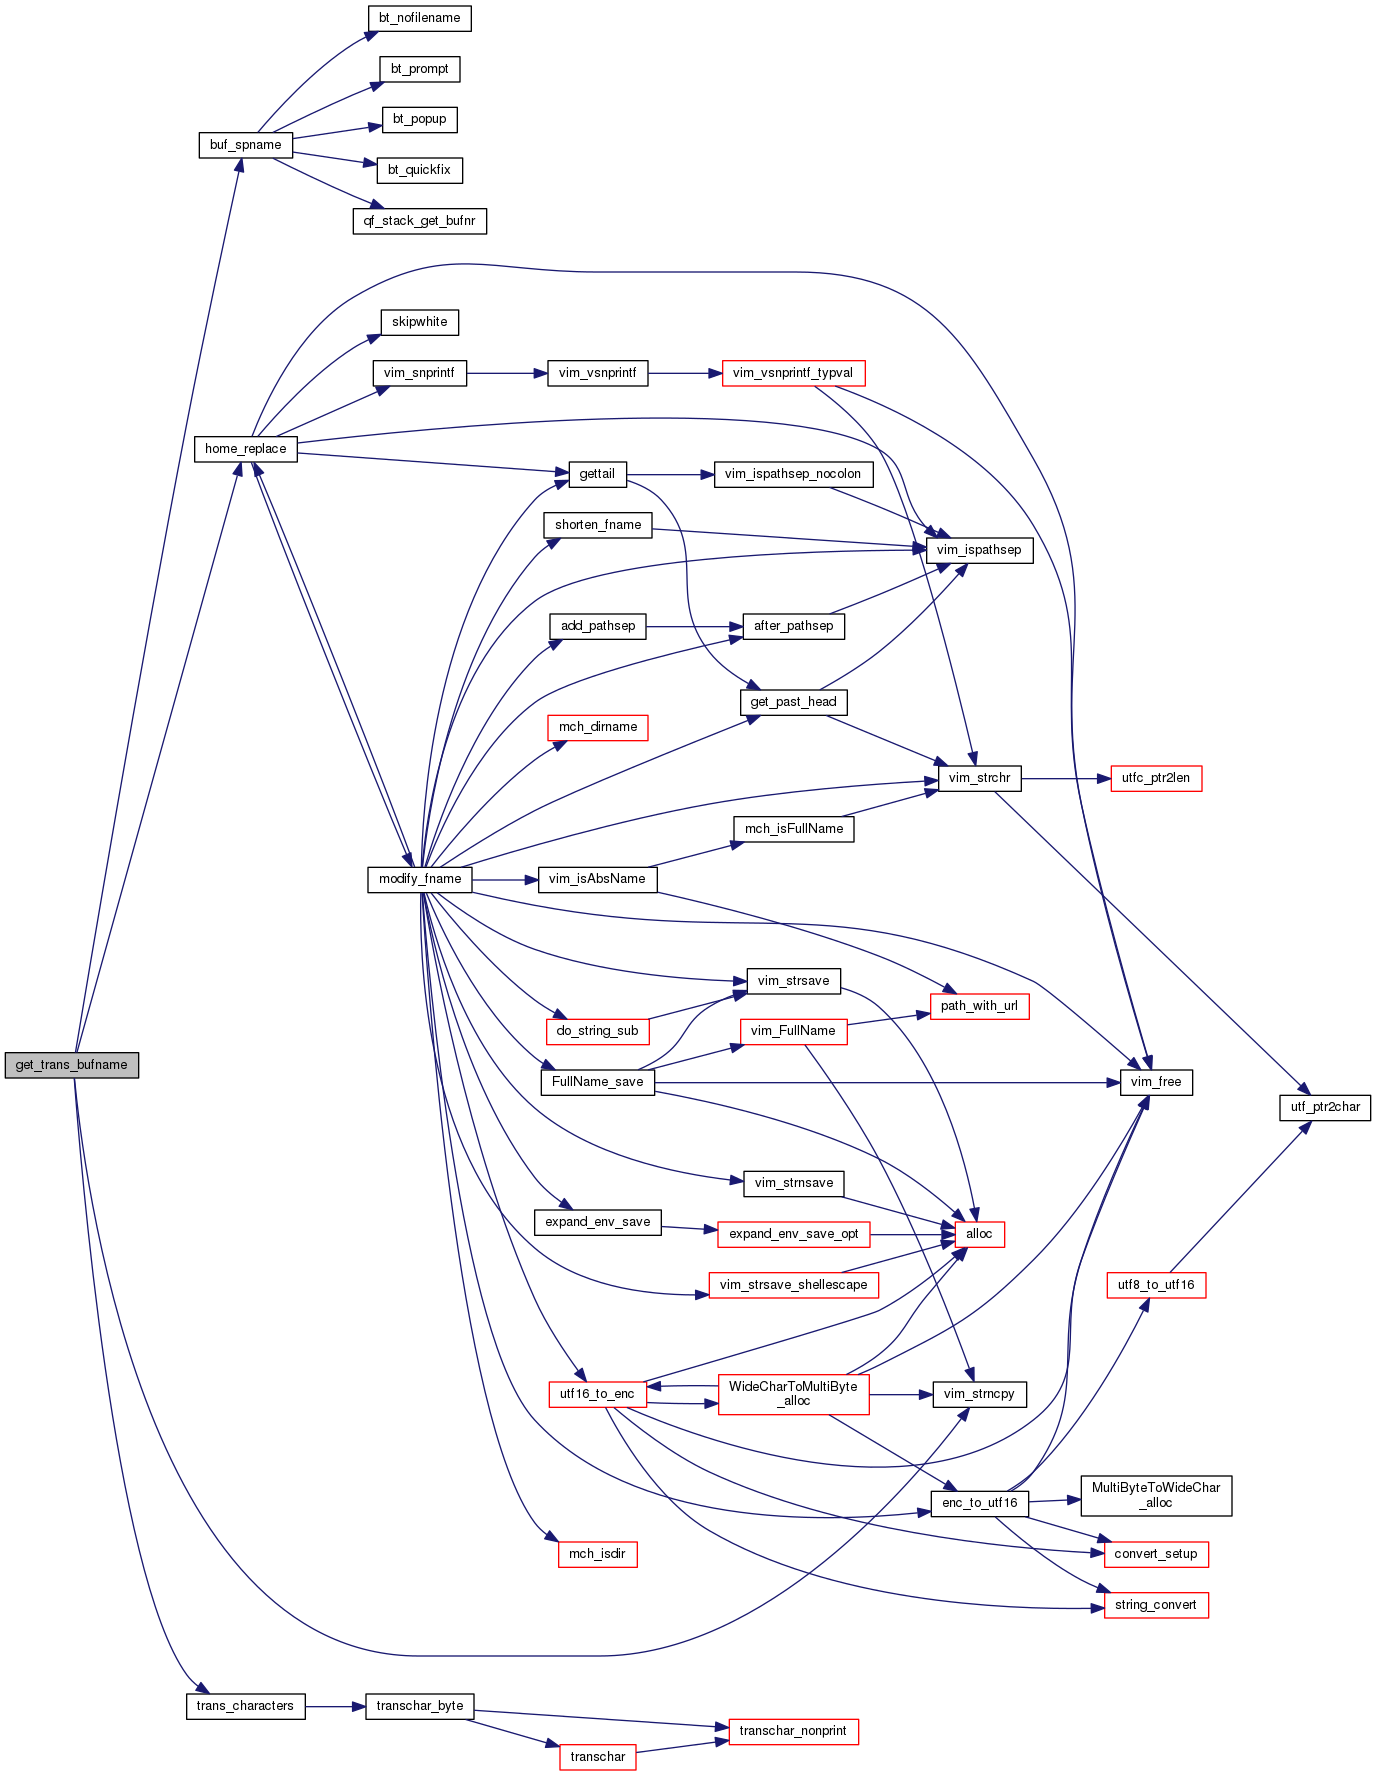 bt_nofilename
bt_prompt
bt_popup
buf_spname
bt_quickfix
qf_stack_get_bufnr
skipwhite
vim_snprintf
vim_vsnprintf
vim_vsnprintf_typval
home_replace
gettail
vim_ispathsep_nocolon
shorten_fname
vim_ispathsep
add_pathsep
after_pathsep
get_past_head
mch_dirname
vim_strchr
utfc_ptr2len
mch_isFullName
modify_fname
vim_isAbsName
vim_strsave
path_with_url
do_string_sub
vim_FullName
get_trans_bufname
FullName_save
vim_free
utf_ptr2char
vim_strnsave
expand_env_save
expand_env_save_opt
alloc
vim_strsave_shellescape
utf8_to_utf16
utf16_to_enc
WideCharToMultiByte
_alloc
vim_strncpy
enc_to_utf16
MultiByteToWideChar
_alloc
mch_isdir
convert_setup
string_convert
trans_characters
transchar_byte
transchar_nonprint
transchar